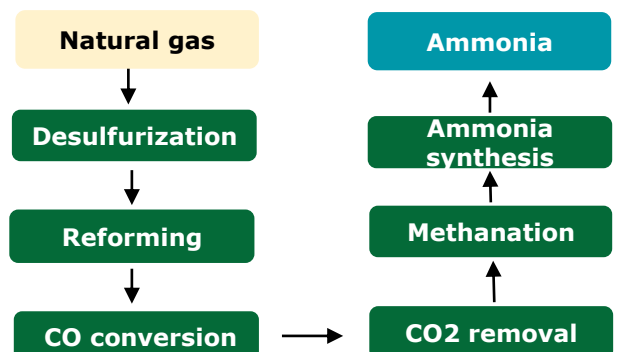 Natural gas
Desulfurization
Reforming
CO conversion
CO2 removal
Methanation
Ammonia
synthesis
Ammonia